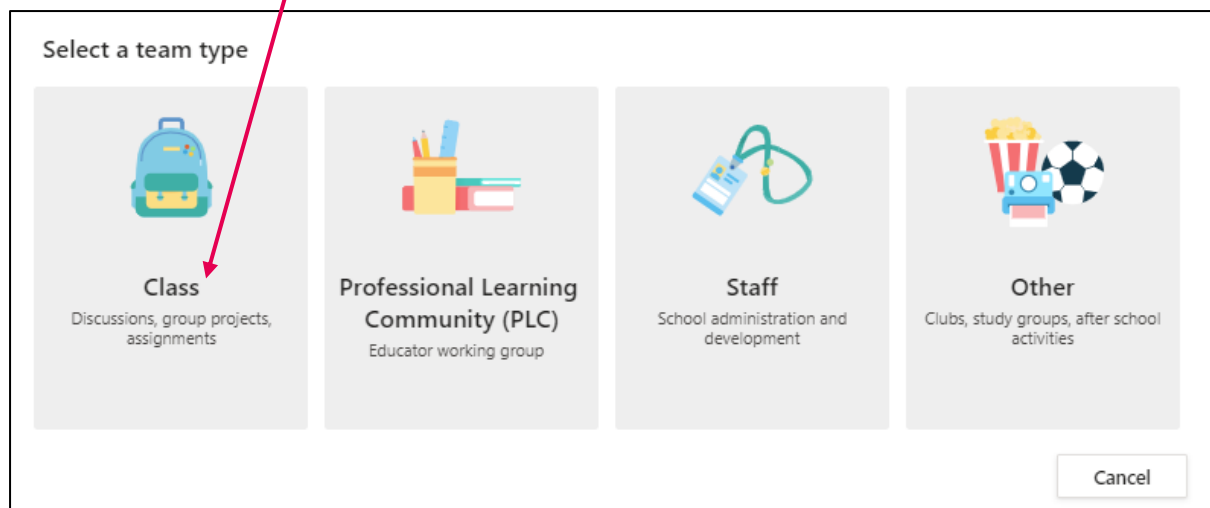 Select a team type
Class
Discussions, group projects,
assignments
Professional Learning
Community (PLC)
Educator working group
Staff
School administration and
development
Other
Clubs, study groups, after school
activities
Cancel